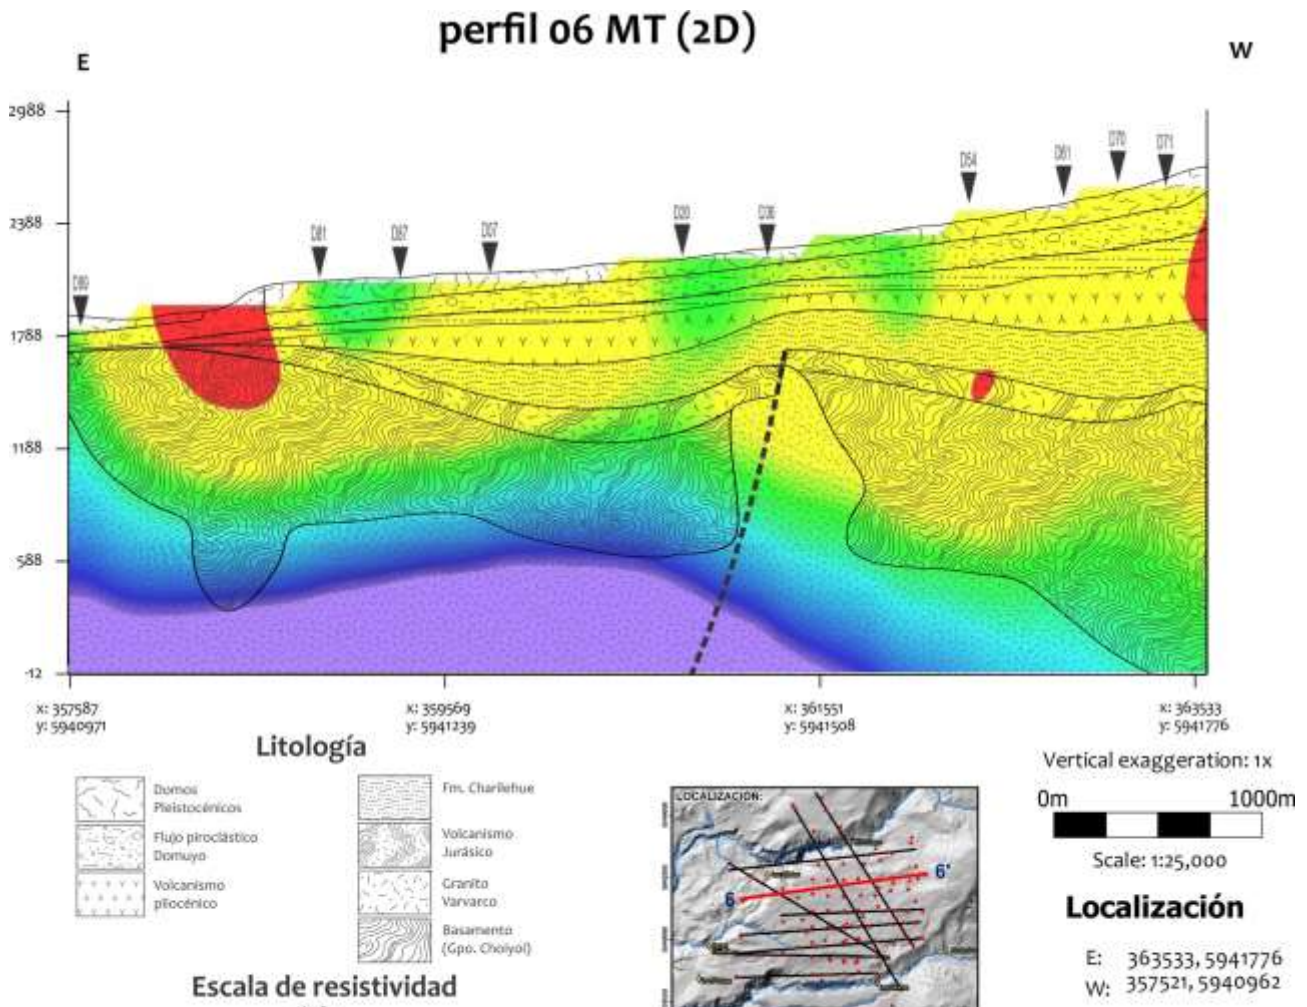 perfil 06 MT (2D)
E
W
2988
2388
1788
1188
588
-12
D89
D81
D87
D07
D20
D36
D54
D61
D70
D71
x: 357587
y: 5940971
x: 359569
y: 5941239
x: 361551
y: 5941508
x: 363533
y: 5941776
Litología
Domos
Pleistocénicos
Flujo piroclástico
Domuyo
Volcanismo
pliocénico
Fm. Charilehue
Volcanismo
Jurásico
Granito
Varvarco
Basamento
(Gpo. Choiyoi)
Escala de resistividad
LOCALIZACIÓN:
6
6'
Vertical exaggeration: 1x
0m
1000m
Scale: 1:25,000
Localización
E: 363533, 5941776
W: 357521, 5940962